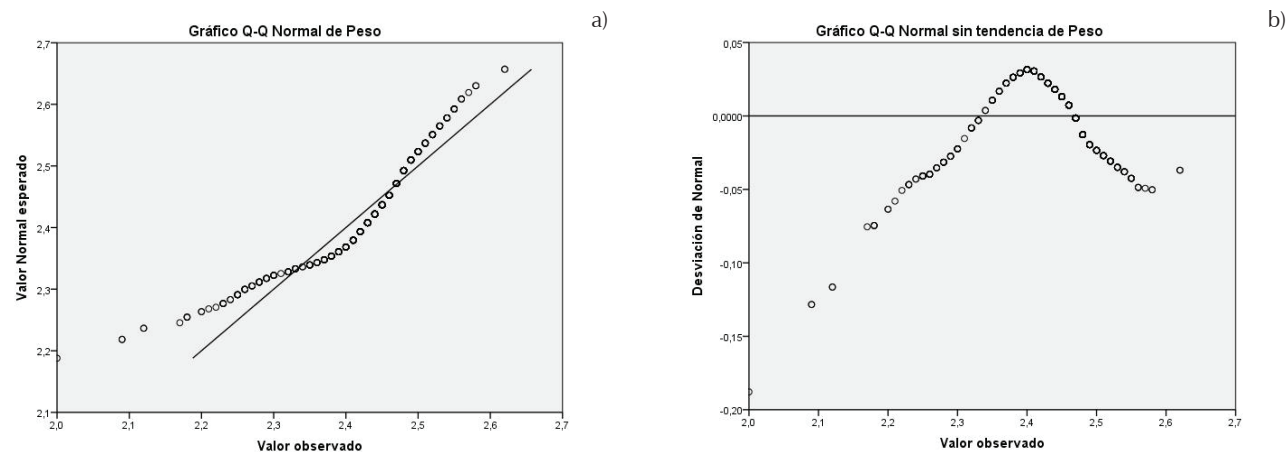 Gráfico Q-Q Normal de Peso
a)
2,7
2,6
2,5
2,4
2,3
2,2
2,1
Valor Normal esperado
2,0 2,1 2,2 2,3 2,4 2,5 2,6 2,7
Valor observado
Gráfico Q-Q Normal sin tendencia de Peso
b)
0,05
0,0000
-0,05
-0,10
-0,15
-0,20
Desviación de Normal
2,0 2,1 2,2 2,3 2,4 2,5 2,6 2,7
Valor observado